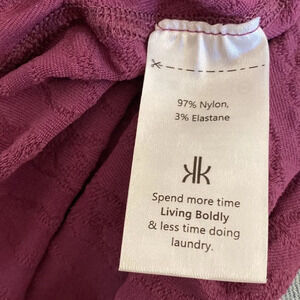 97% Nylon,
3% Elastane
kk
Spend more time
Living Boldly
& less time doing
laundry.